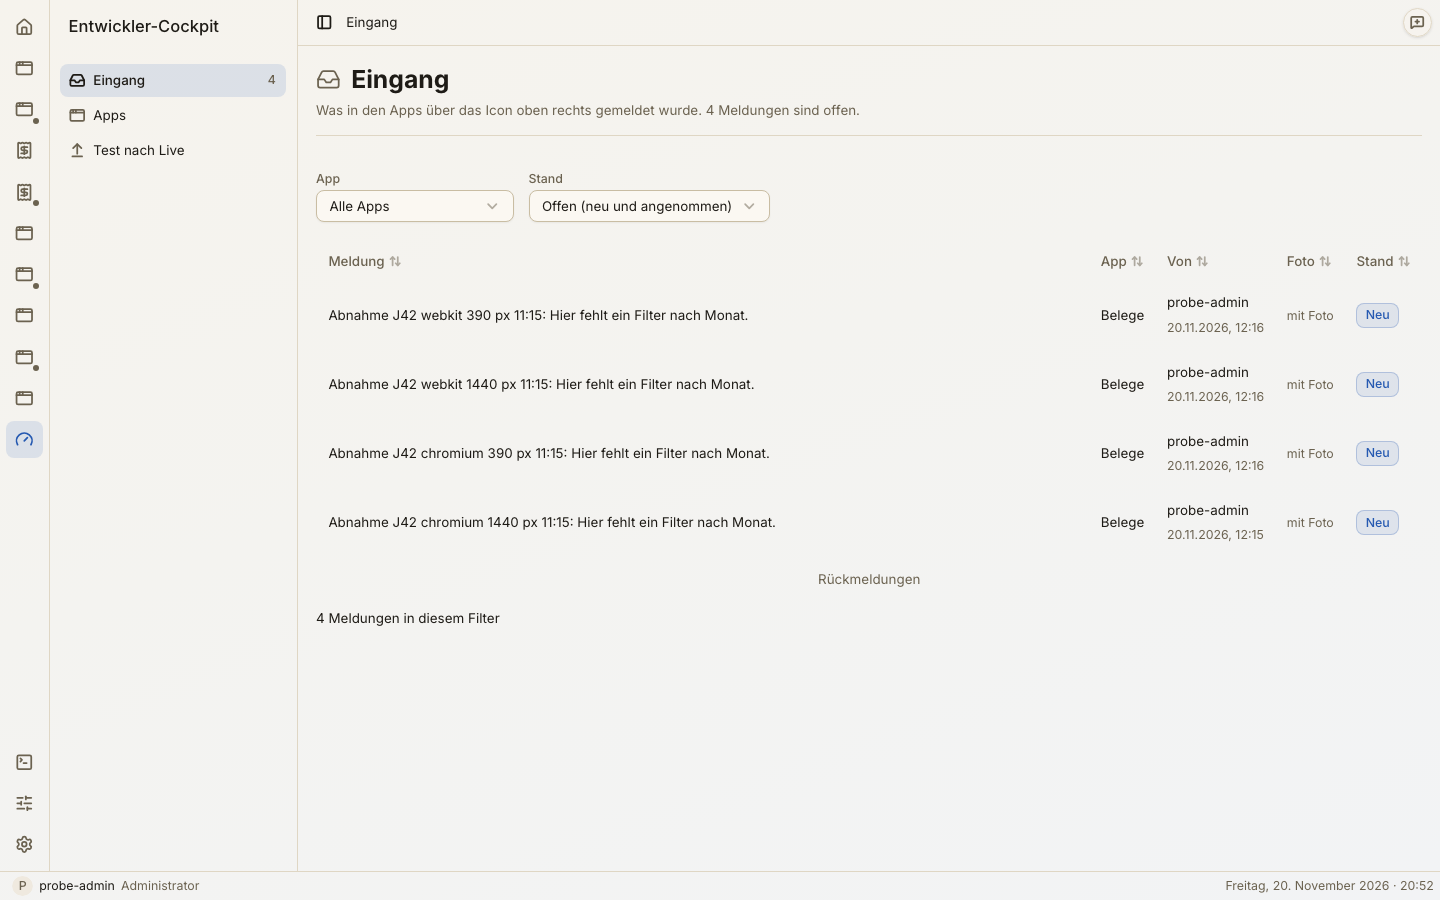 Entwickler-Cockpit
Eingang 4
Apps
Test nach Live
Eingang
Eingang
Was in den Apps über das Icon oben rechts gemeldet wurde. 4 Meldungen sind offen.
App Stand
Alle Apps Offen (neu und angenommen)
Meldung App Von Foto Stand
Abnahme J42 webkit 390 px 11:15: Hier fehlt ein Filter nach Monat. Belege probe-admin mit Foto Neu
20.11.2026, 12:16
Abnahme J42 webkit 1440 px 11:15: Hier fehlt ein Filter nach Monat. Belege probe-admin mit Foto Neu
20.11.2026, 12:16
Abnahme J42 chromium 390 px 11:15: Hier fehlt ein Filter nach Monat. Belege probe-admin mit Foto Neu
20.11.2026, 12:16
Abnahme J42 chromium 1440 px 11:15: Hier fehlt ein Filter nach Monat. Belege probe-admin mit Foto Neu
20.11.2026, 12:15
Rückmeldungen
4 Meldungen in diesem Filter
P probe-admin Administrator
Freitag, 20. November 2026 · 20:52